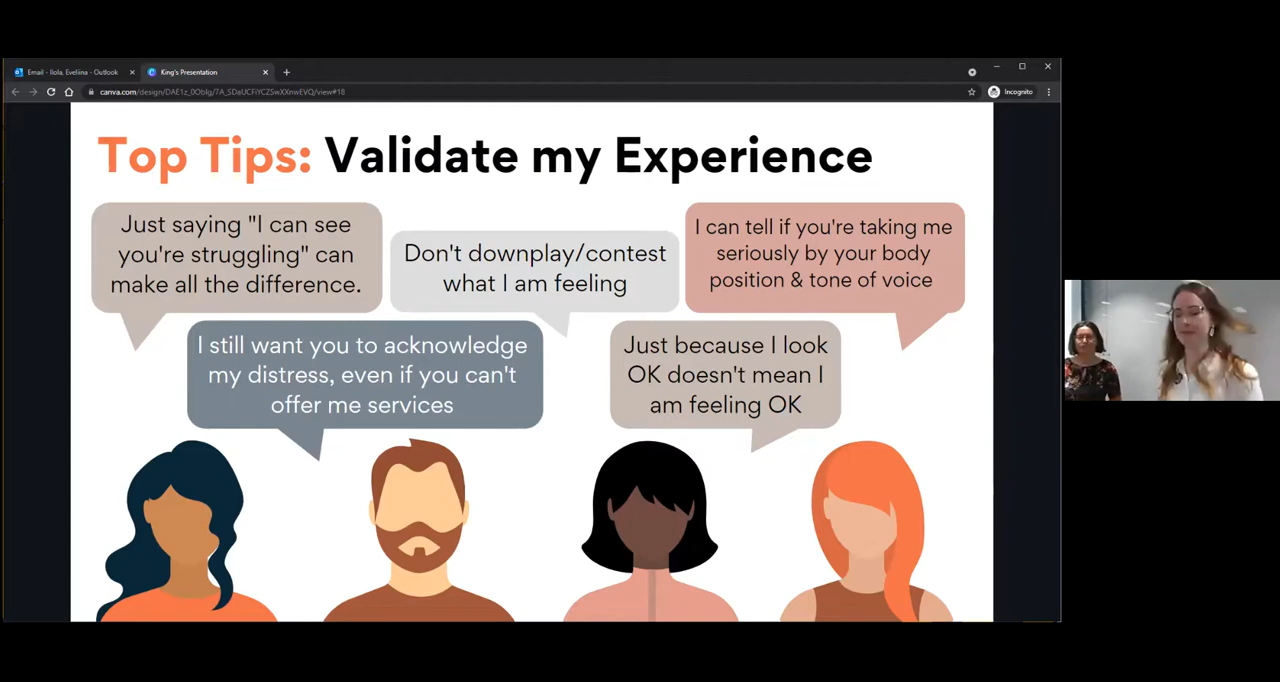 Email - Ilola, Eveliina - Outlook
King's Presentation
Incognito
Top Tips: Validate my Experience
Just saying "I can see
you're struggling" can
make all the difference.
Don't downplay/contest
what I am feeling
I can tell if you're taking me
seriously by your body
position & tone of voice
I still want you to acknowledge
my distress, even if you can't
offer me services
Just because I look
OK doesn't mean I
am feeling OK